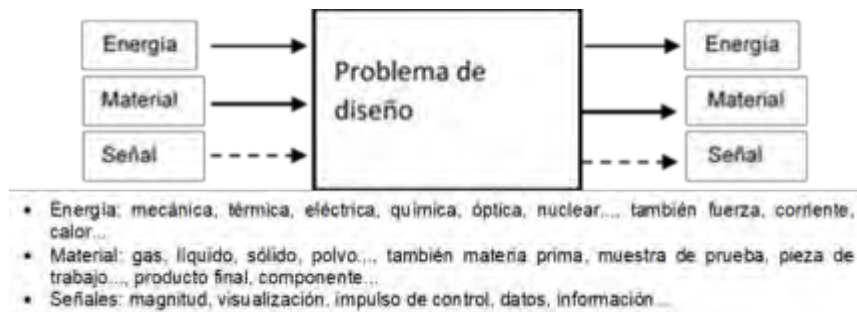 Energia
Energía
Problema de
Material
Material
diseño
Señal
Señal
• Energía: mecánica, térmica, eléctrica, química, óptica, nuclear..., también fuerza, corriente,
calor...
• Material: gas, líquido, sólido, polvo..., también materia prima, muestra de prueba, pieza de
trabajo..., producto final, componente...
• Señales: magnitud, visualización, impulso de control, datos, información...